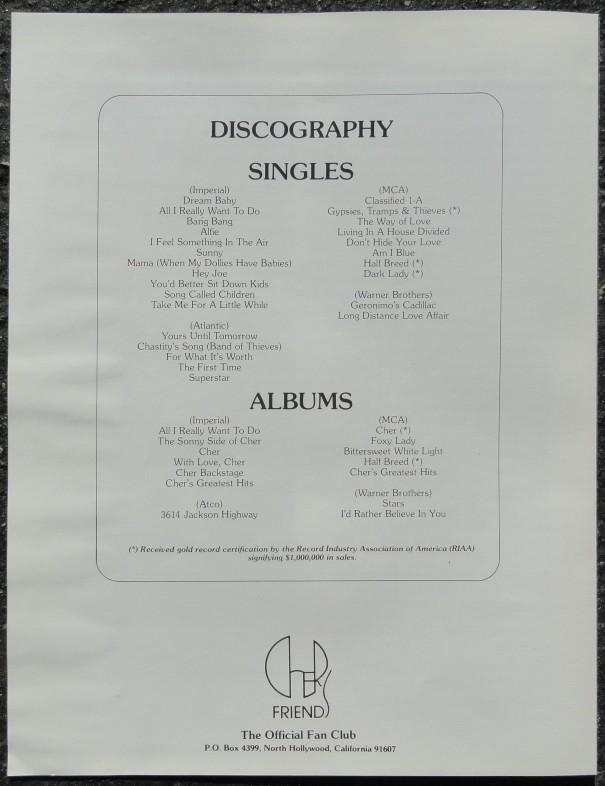 DISCOGRAPHY
SINGLES
(Imperial)
Dream Baby
All I Really Want To Do
Bang Bang
Alfie
I Feel Something In The Air
Sunny
Mama (When My Dollies Have Babies)
Hey Joe
You'd Better Sit Down Kids
Song Called Children
Take Me For A Little While
(Atlantic)
Yours Until Tomorrow
Chastity's Song (Band of Thieves)
For What It's Worth
The First Time
Superstar
(MCA)
Classified 1-A
Gypsies, Tramps & Thieves (*)
The Way of Love
Living In A House Divided
Don't Hide Your Love
Am I Blue
Half Breed (*)
Dark Lady (*)
(Warner Brothers)
Geronimo's Cadillac
Long Distance Love Affair
ALBUMS
(Imperial)
All I Really Want To Do
The Sonny Side of Cher
Cher
With Love, Cher
Cher Backstage
Cher's Greatest Hits
(Atco)
3614 Jackson Highway
(MCA)
Cher (*)
Foxy Lady
Bittersweet White Light
Half Breed (*)
Cher's Greatest Hits
(Warner Brothers)
Stars
I'd Rather Believe In You
(*) Received gold record certification by the Record Industry Association of America (RIAA)
signifying $1,000,000 in sales.
CHER
FRIENDS
The Official Fan Club
P.O. Box 4399, North Hollywood, California 91607